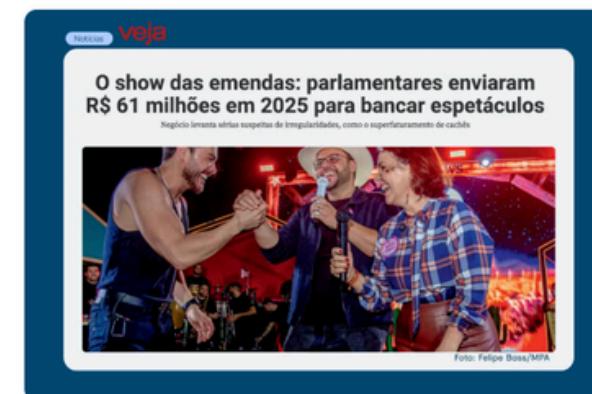 Notícias veja
O show das emendas: parlamentares enviaram
R$ 61 milhões em 2025 para bancar espetáculos
Negócio levanta sérias suspeitas de irregularidades, como o superfaturamento de cachês
Foto: Felipe Boss/MPA